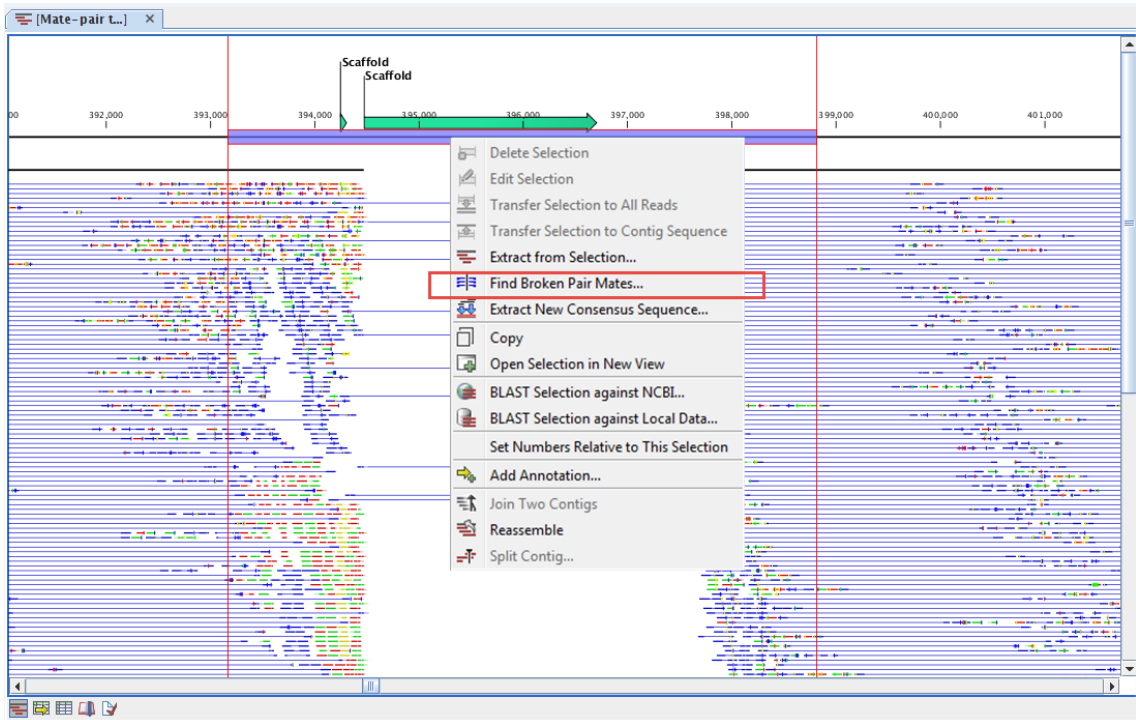 [Mate-pair t...]
Scaffold
Scaffold
00 392,000 393,000 394,000 395,000 396,000 397,000 398,000 399,000 400,000 401,000
Delete Selection
Edit Selection
Transfer Selection to All Reads
Transfer Selection to Contig Sequence
Extract from Selection...
Find Broken Pair Mates...
Extract New Consensus Sequence...
Copy
Open Selection in New View
BLAST Selection against NCBI...
BLAST Selection against Local Data...
Set Numbers Relative to This Selection
Add Annotation...
Join Two Contigs
Reassemble
Split Contig...